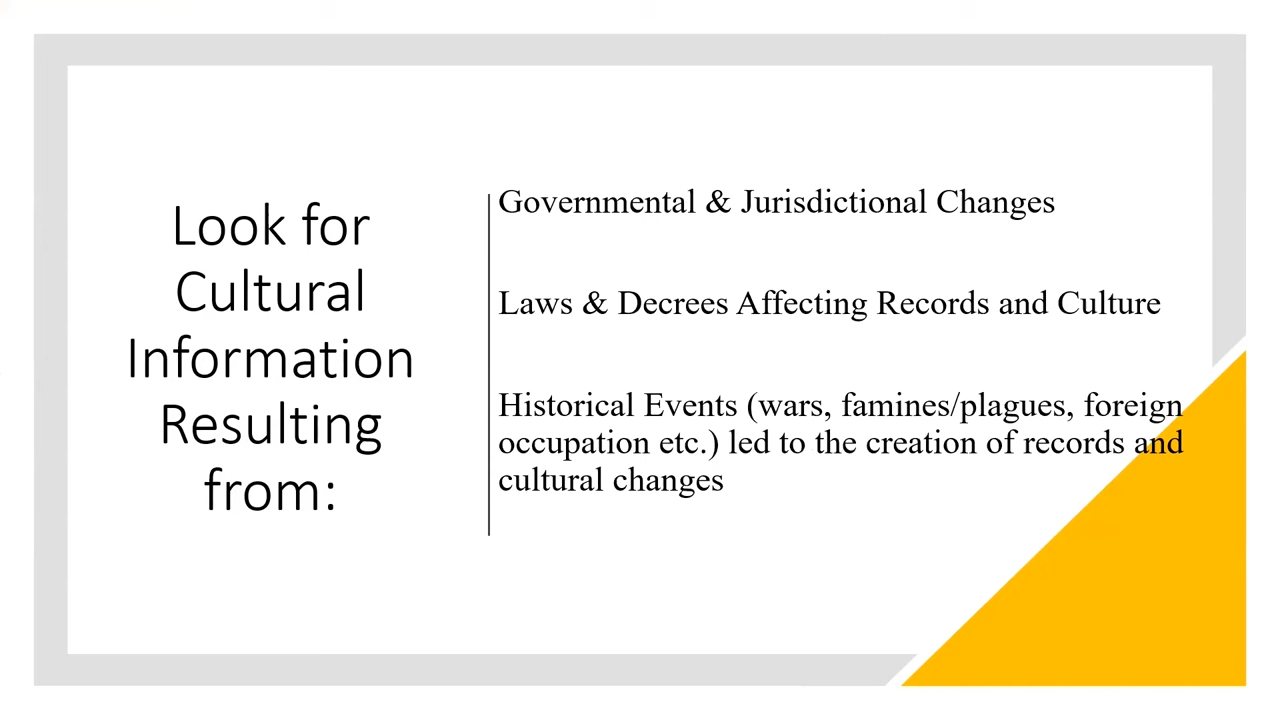 Look for
Cultural
Information
Resulting
from:
Governmental & Jurisdictional Changes
Laws & Decrees Affecting Records and Culture
Historical Events (wars, famines/plagues, foreign
occupation etc.) led to the creation of records and
cultural changes